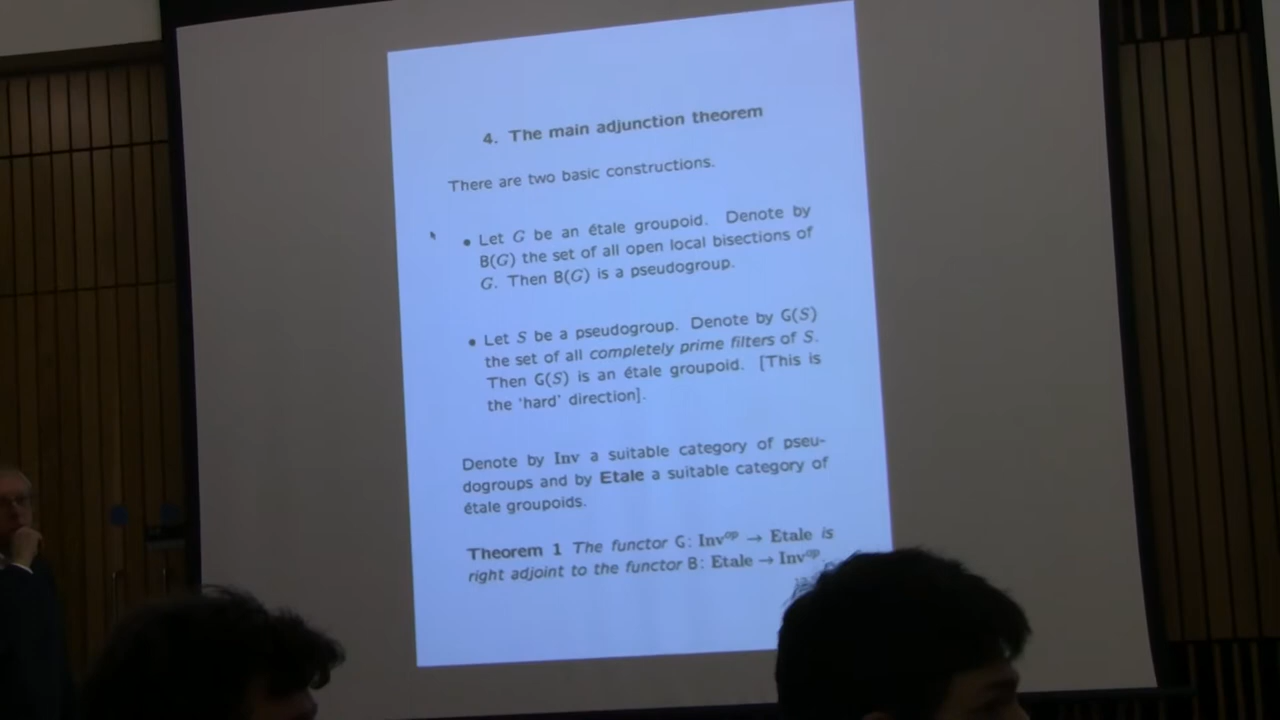 4. The main adjunction theorem
There are two basic constructions.
• Let G be an étale groupoid. Denote by
B(G) the set of all open local bisections of
G. Then B(G) is a pseudogroup.
• Let S be a pseudogroup. Denote by G(S)
the set of all completely prime filters of S.
Then G(S) is an étale groupoid. [This is
the ‘hard’ direction].
Denote by Inv a suitable category of pseu-
dogroups and by Etale a suitable category of
étale groupoids.
Theorem 1 The functor G: Inv^op → Etale is
right adjoint to the functor B: Etale → Inv^op